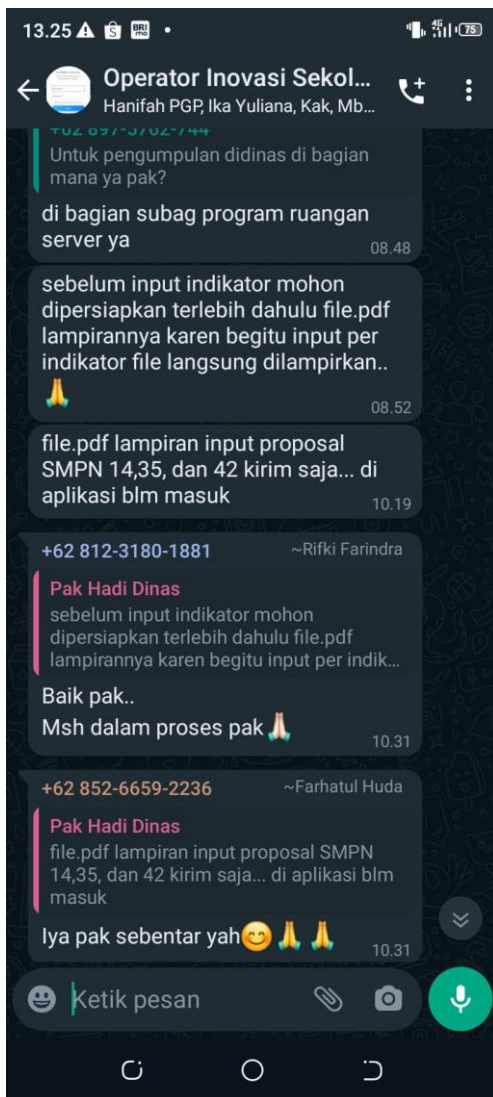 13.25
75
Operator Inovasi Sekol...
Hanifah PGP, Ika Yuliana, Kak, Mb...
+62 897-5762-744
Untuk pengumpulan didinas di bagian
mana ya pak?
di bagian subag program ruangan
server ya
08.48
sebelum input indikator mohon
dipersiapkan terlebih dahulu file.pdf
lampirannya karen begitu input per
indikator file langsung dilampirkan..
08.52
file.pdf lampiran input proposal
SMPN 14,35, dan 42 kirim saja... di
aplikasi blm masuk
10.19
+62 812-3180-1881 ~Rifki Farindra
Pak Hadi Dinas
sebelum input indikator mohon
dipersiapkan terlebih dahulu file.pdf
lampirannya karen begitu input per indik...
Baik pak..
Msh dalam proses pak
10.31
+62 852-6659-2236 ~Farhatul Huda
Pak Hadi Dinas
file.pdf lampiran input proposal SMPN
14,35, dan 42 kirim saja... di aplikasi blm
masuk
Iya pak sebentar yah
10.31
Ketik pesan